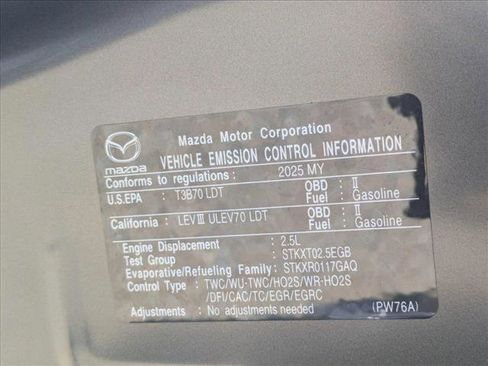 Mazda Motor Corporation
mazda VEHICLE EMISSION CONTROL INFORMATION
Conforms to regulations : 2025 MY
U.S.EPA : T3B70 LDT OBD : II
Fuel : Gasoline
California : LEVIII ULEV70 LDT OBD : II
Fuel : Gasoline
Engine Displacement : 2.5L
Test Group : STKXT02.5EGB
Evaporative/Refueling Family : STKXR0117GAQ
Control Type : TWC/WU-TWC/HO2S/WR-HO2S
/DFI/CAC/TC/EGR/EGRC
Adjustments : No adjustments needed (PW76A)